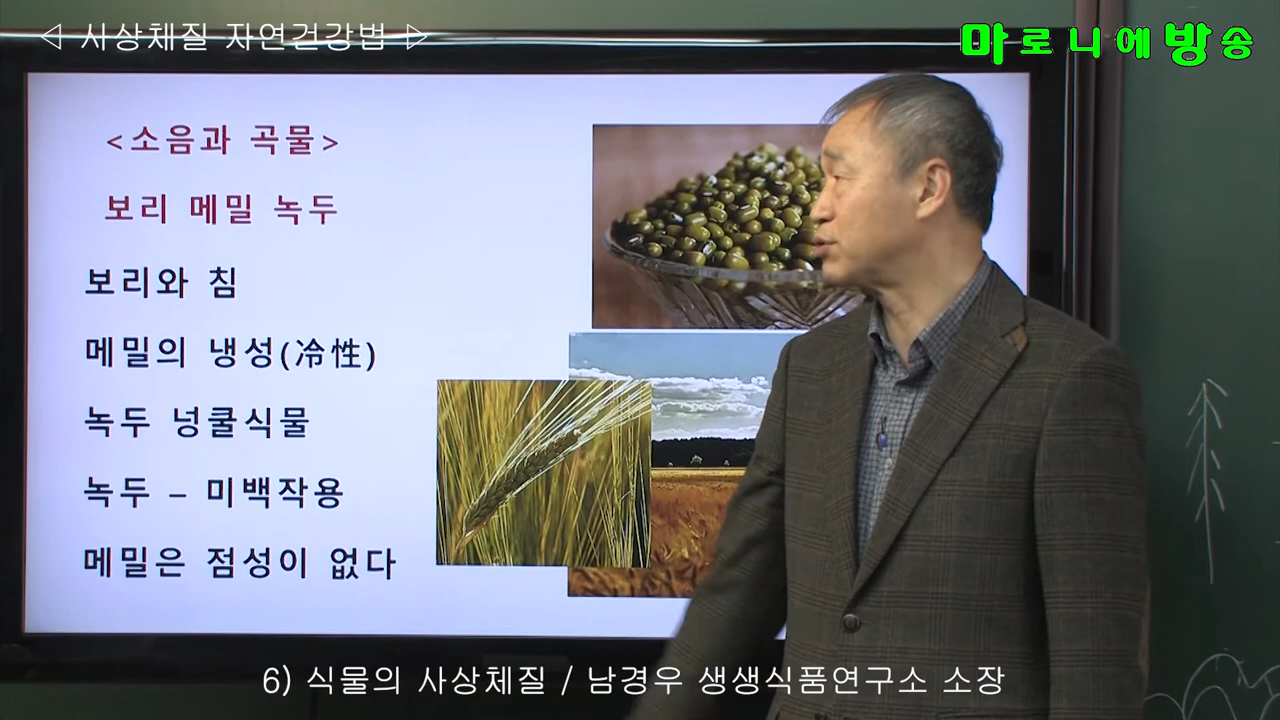 ◁ 사상체질 자연건강법 ▷
마로니에방송
<소음과 곡물>
보리 메밀 녹두
보리와 침
메밀의 냉성(冷性)
녹두 넝쿨식물
녹두 – 미백작용
메밀은 점성이 없다
6) 식물의 사상체질 / 남경우 생생식품연구소 소장